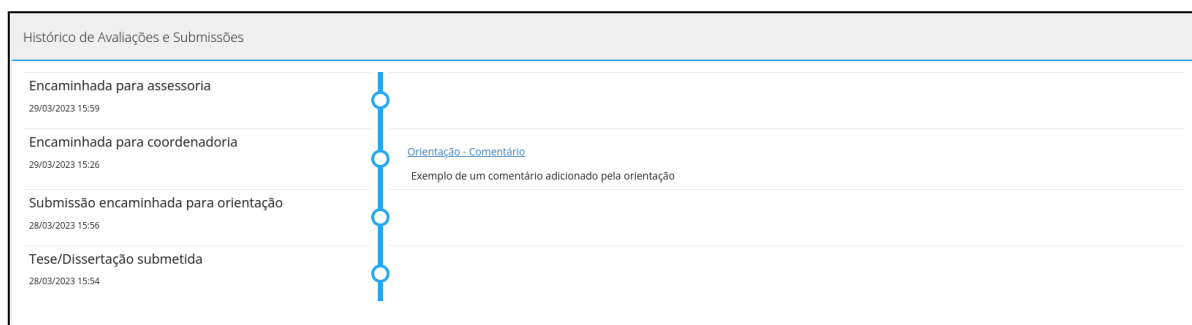 Histórico de Avaliações e Submissões
Encaminhada para assessoria
29/03/2023 15:59
Encaminhada para coordenadoria
29/03/2023 15:26
Orientação - Comentário
Exemplo de um comentário adicionado pela orientação
Submissão encaminhada para orientação
28/03/2023 15:56
Tese/Dissertação submetida
28/03/2023 15:54